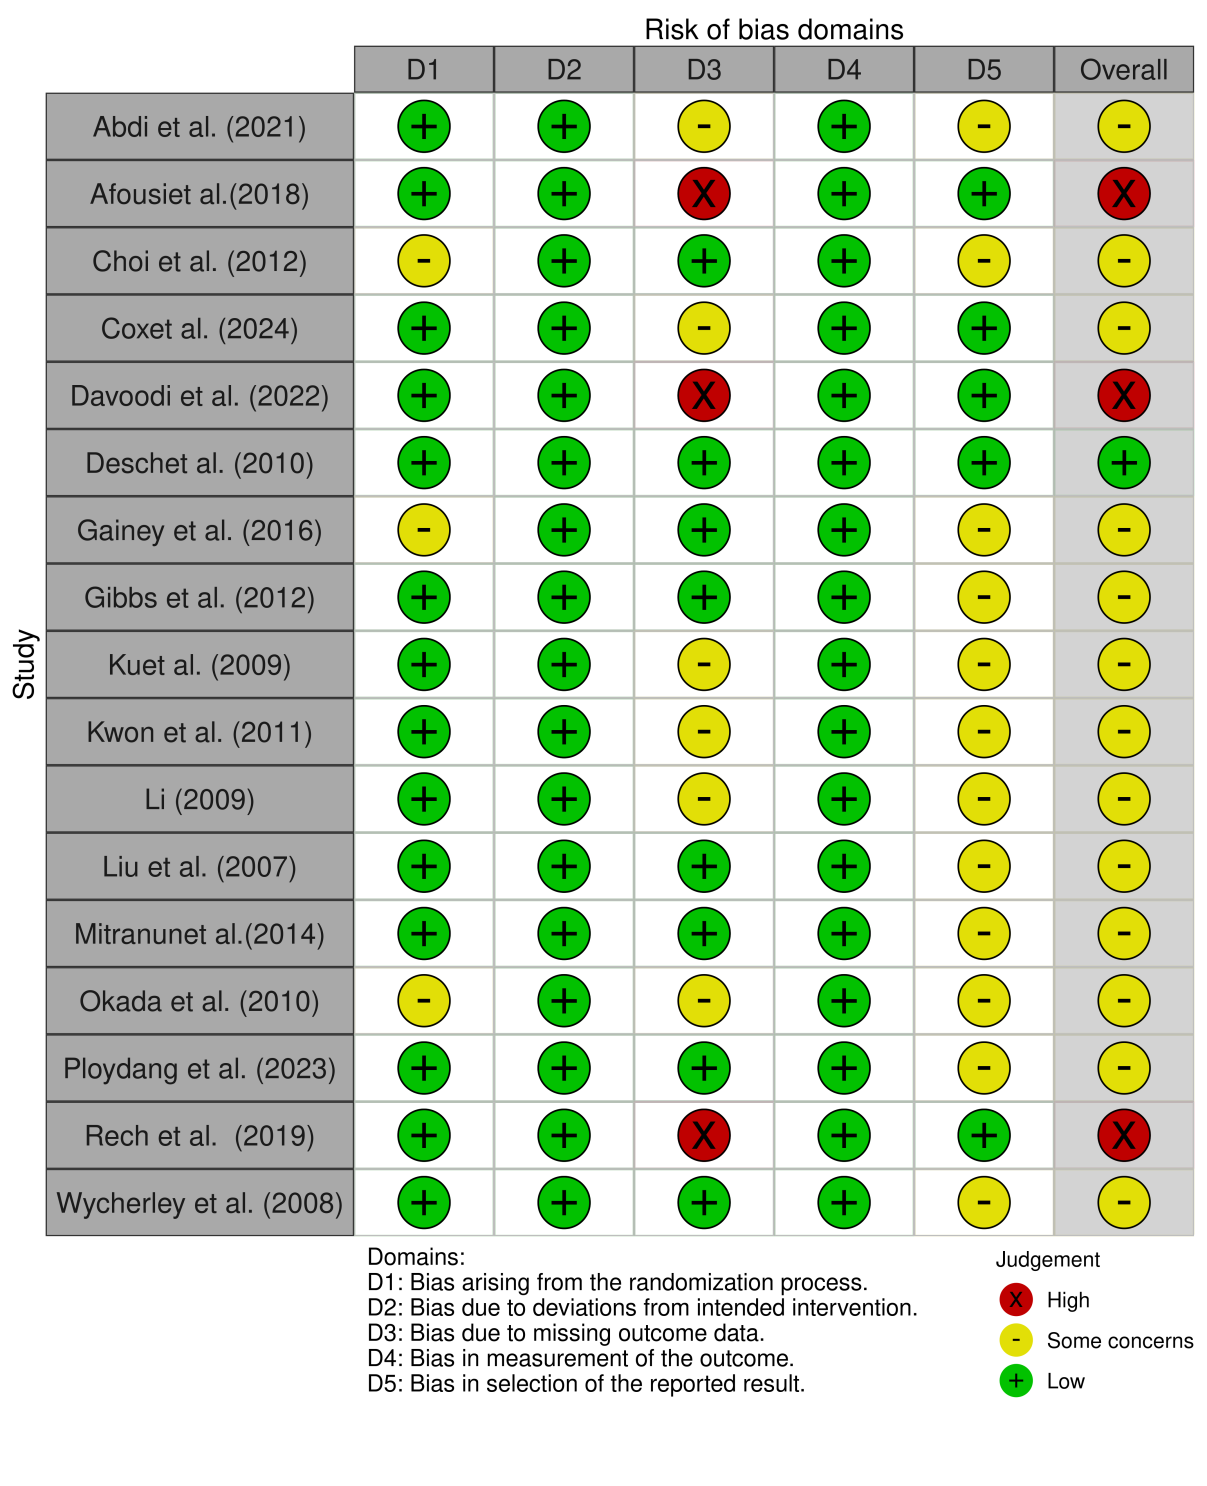 Risk of bias domains
D1 D2 D3 D4 D5 Overall
Study
Abdi et al. (2021) + + - + - -
Afousiet al.(2018) + + X + + X
Choi et al. (2012) - + + + - -
Coxet al. (2024) + + - + + -
Davoodi et al. (2022) + + X + + X
Deschet al. (2010) + + + + + +
Gainey et al. (2016) - + + + - -
Gibbs et al. (2012) + + + + - -
Kuet al. (2009) + + - + - -
Kwon et al. (2011) + + - + - -
Li (2009) + + - + - -
Liu et al. (2007) + + + + - -
Mitranunet al.(2014) + + + + - -
Okada et al. (2010) - + - + - -
Ploydang et al. (2023) + + + + - -
Rech et al.  (2019) + + X + + X
Wycherley et al. (2008) + + + + - -
Domains:
D1: Bias arising from the randomization process.
D2: Bias due to deviations from intended intervention.
D3: Bias due to missing outcome data.
D4: Bias in measurement of the outcome.
D5: Bias in selection of the reported result.
Judgement
X High
- Some concerns
+ Low